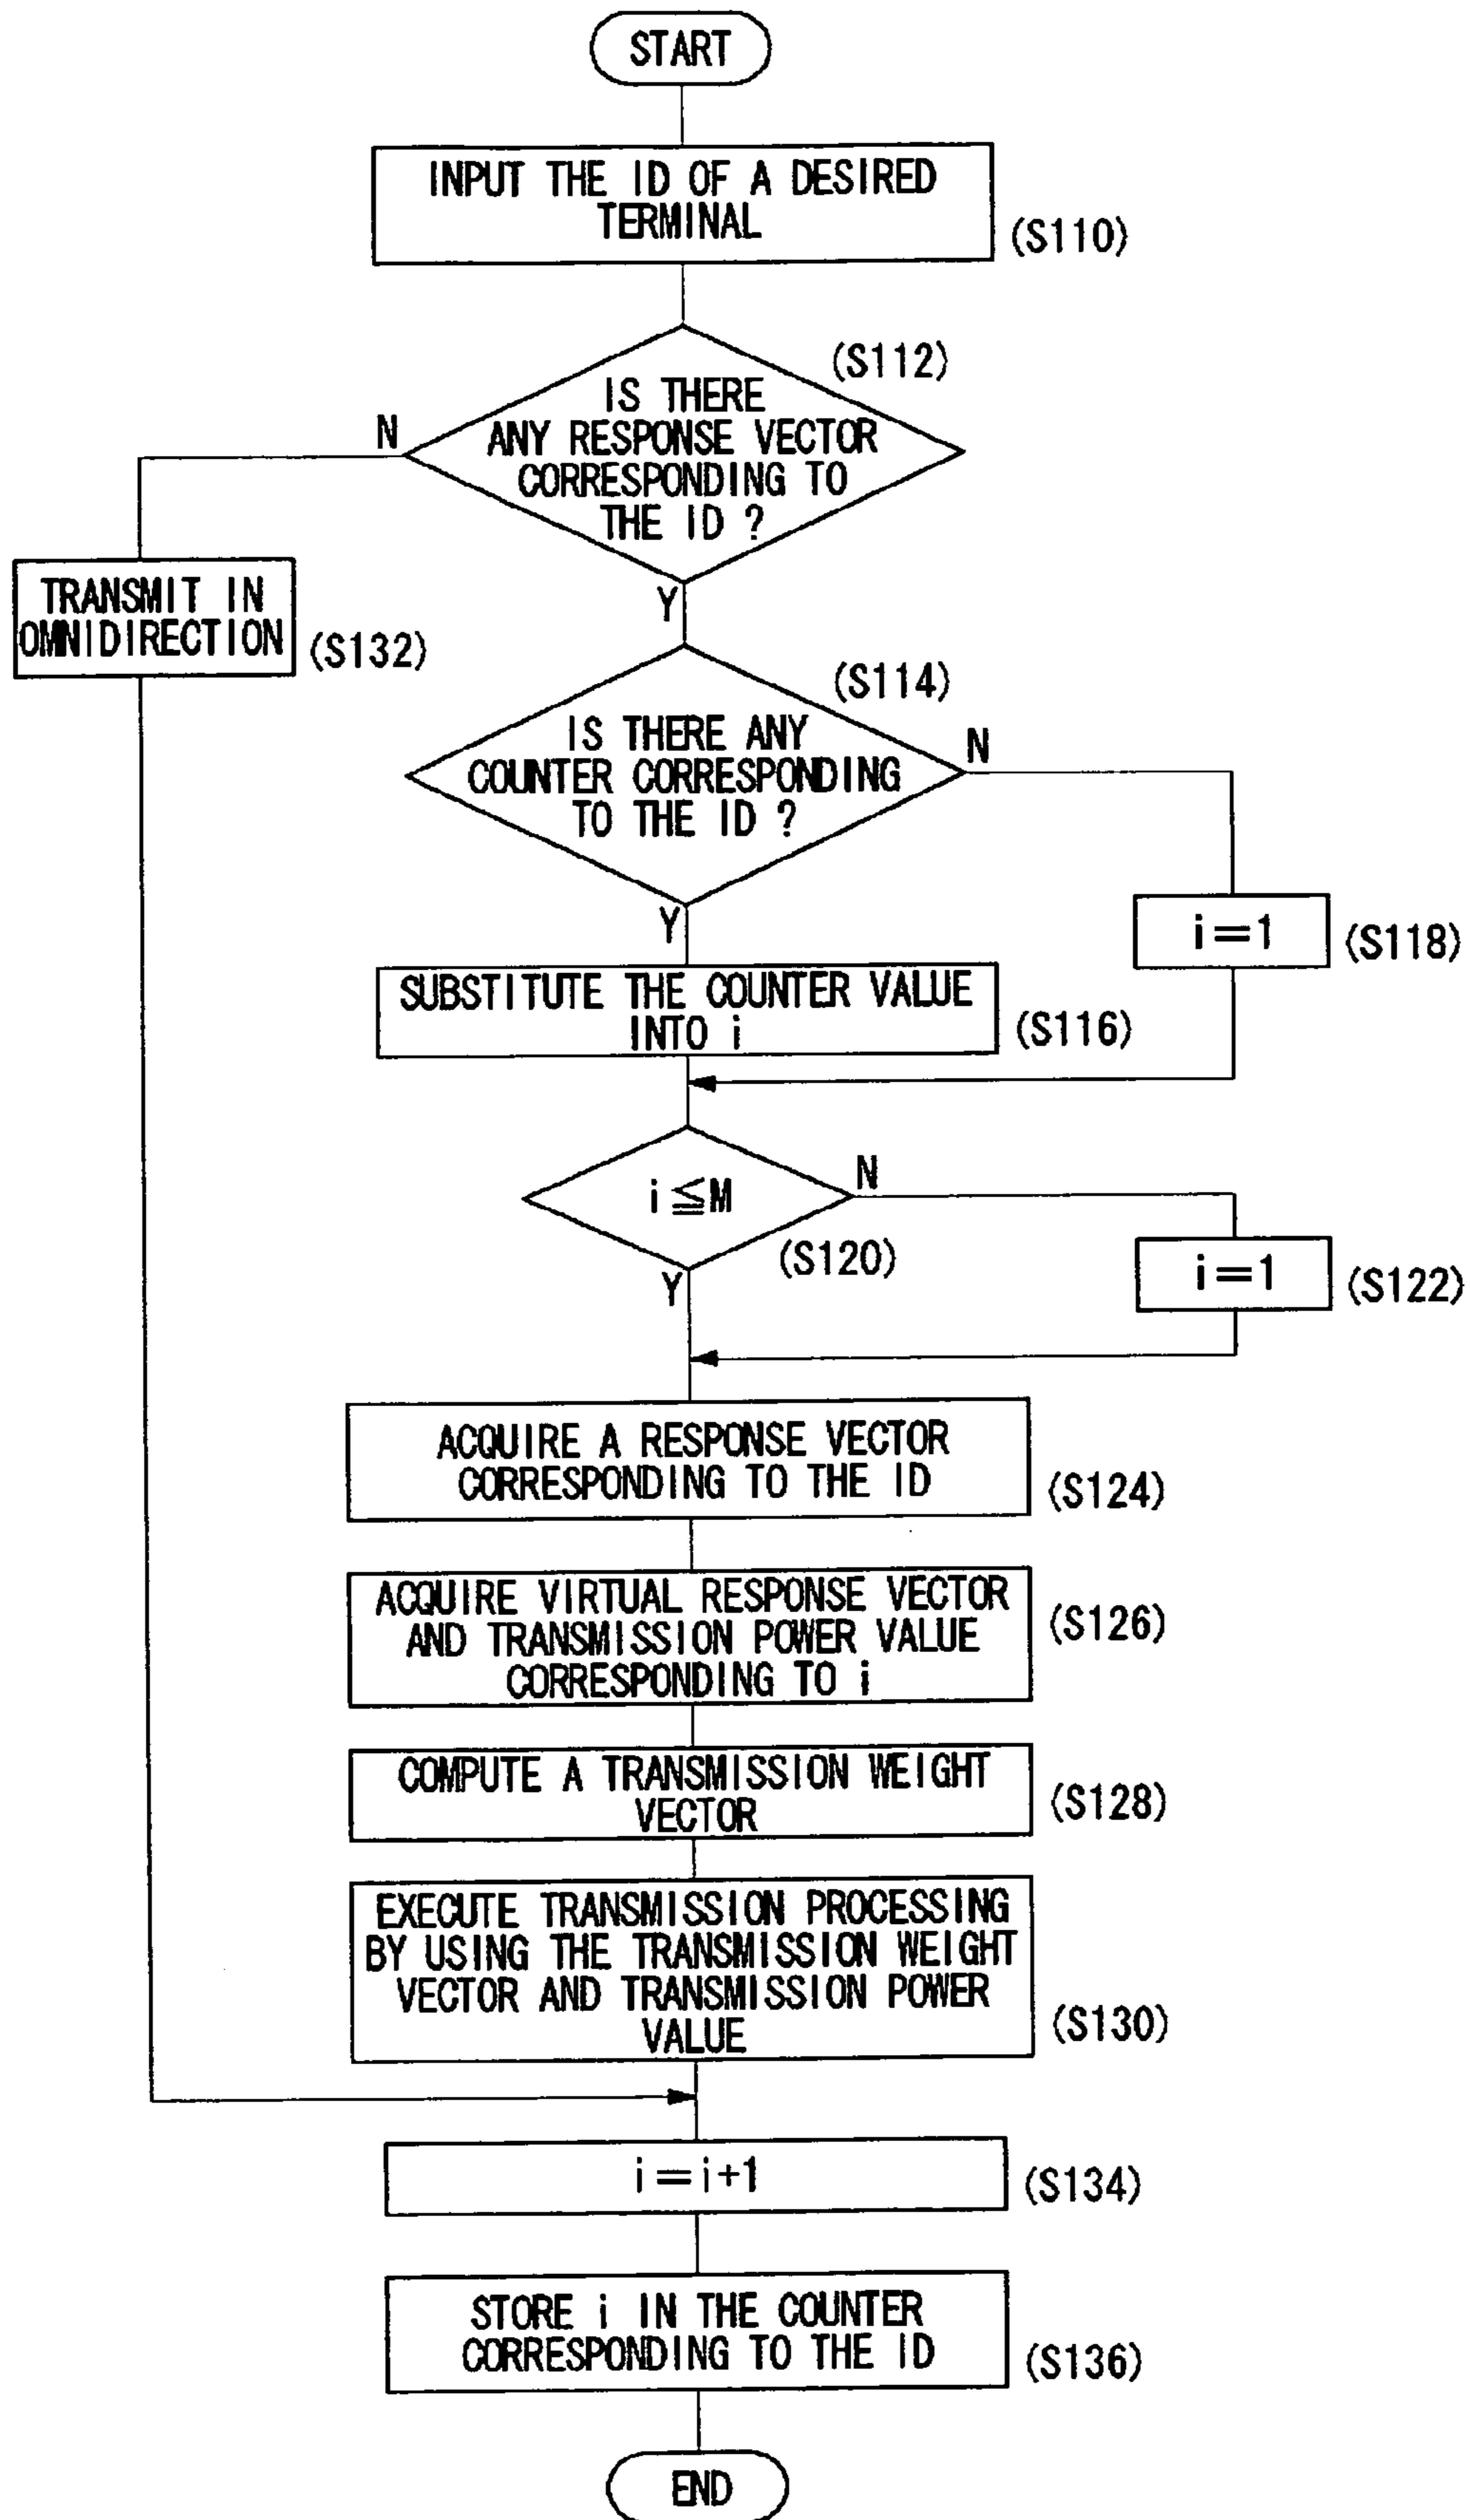 START
INPUT THE ID OF A DESIRED
TERMINAL
(S110)
(S112)
IS THERE
ANY RESPONSE VECTOR
CORRESPONDING TO
THE ID ?
N
Y
TRANSMIT IN
OMNIDIRECTION
(S132)
(S114)
IS THERE ANY
COUNTER CORRESPONDING
TO THE ID ?
N
Y
i=1
(S118)
SUBSTITUTE THE COUNTER VALUE
INTO i
(S116)
i≦M
N
(S120)
Y
i=1
(S122)
ACQUIRE A RESPONSE VECTOR
CORRESPONDING TO THE ID
(S124)
ACQUIRE VIRTUAL RESPONSE VECTOR
AND TRANSMISSION POWER VALUE
CORRESPONDING TO i
(S126)
COMPUTE A TRANSMISSION WEIGHT
VECTOR
(S128)
EXECUTE TRANSMISSION PROCESSING
BY USING THE TRANSMISSION WEIGHT
VECTOR AND TRANSMISSION POWER
VALUE
(S130)
i=i+1
(S134)
STORE i IN THE COUNTER
CORRESPONDING TO THE ID
(S136)
END